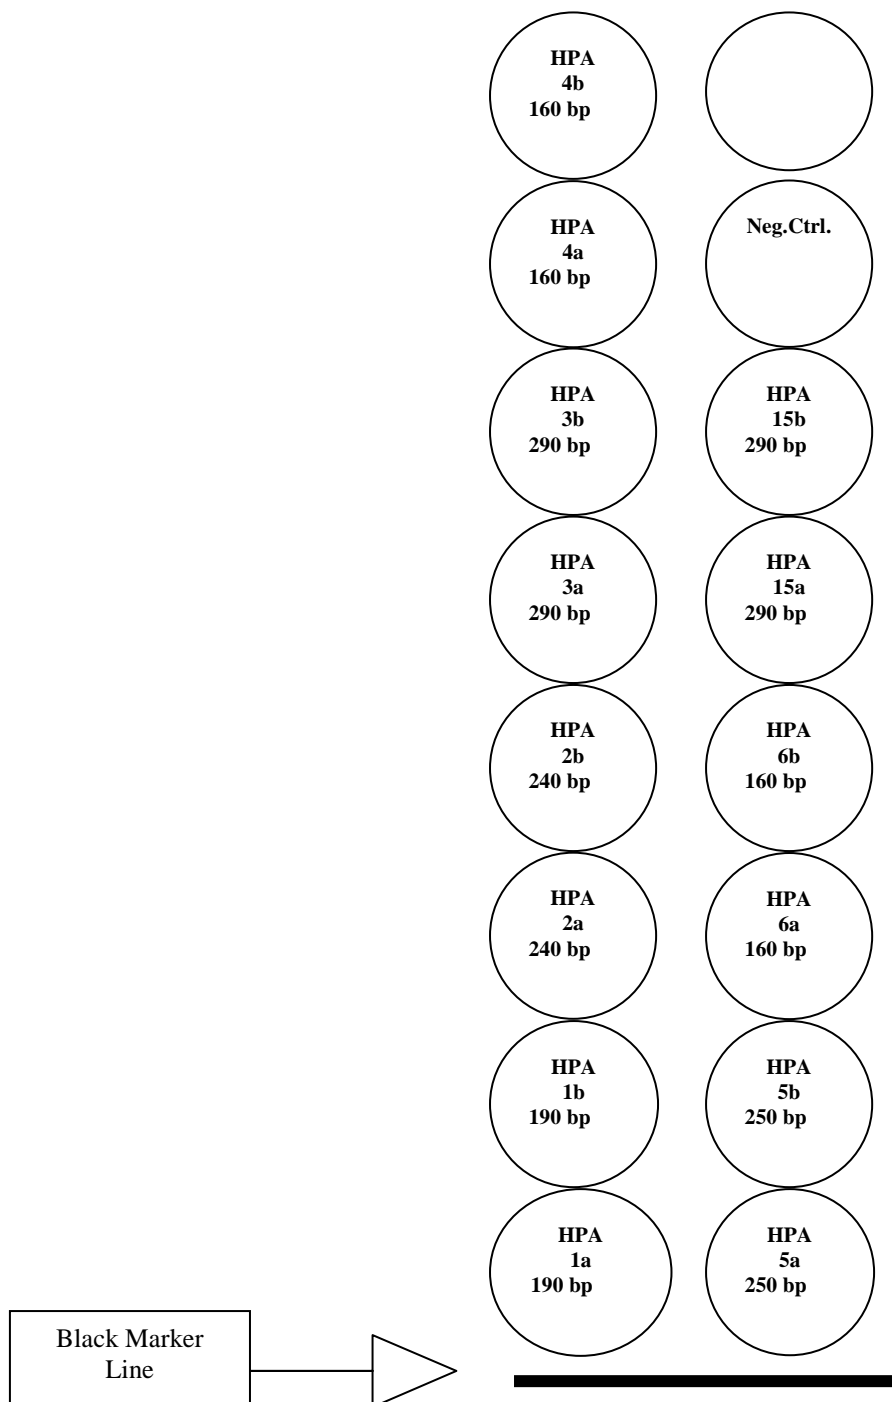 HPA
4b
160 bp
HPA
4a
160 bp
Neg.Ctrl.
HPA
3b
290 bp
HPA
15b
290 bp
HPA
3a
290 bp
HPA
15a
290 bp
HPA
2b
240 bp
HPA
6b
160 bp
HPA
2a
240 bp
HPA
6a
160 bp
HPA
1b
190 bp
HPA
5b
250 bp
HPA
1a
190 bp
HPA
5a
250 bp
Black Marker
Line